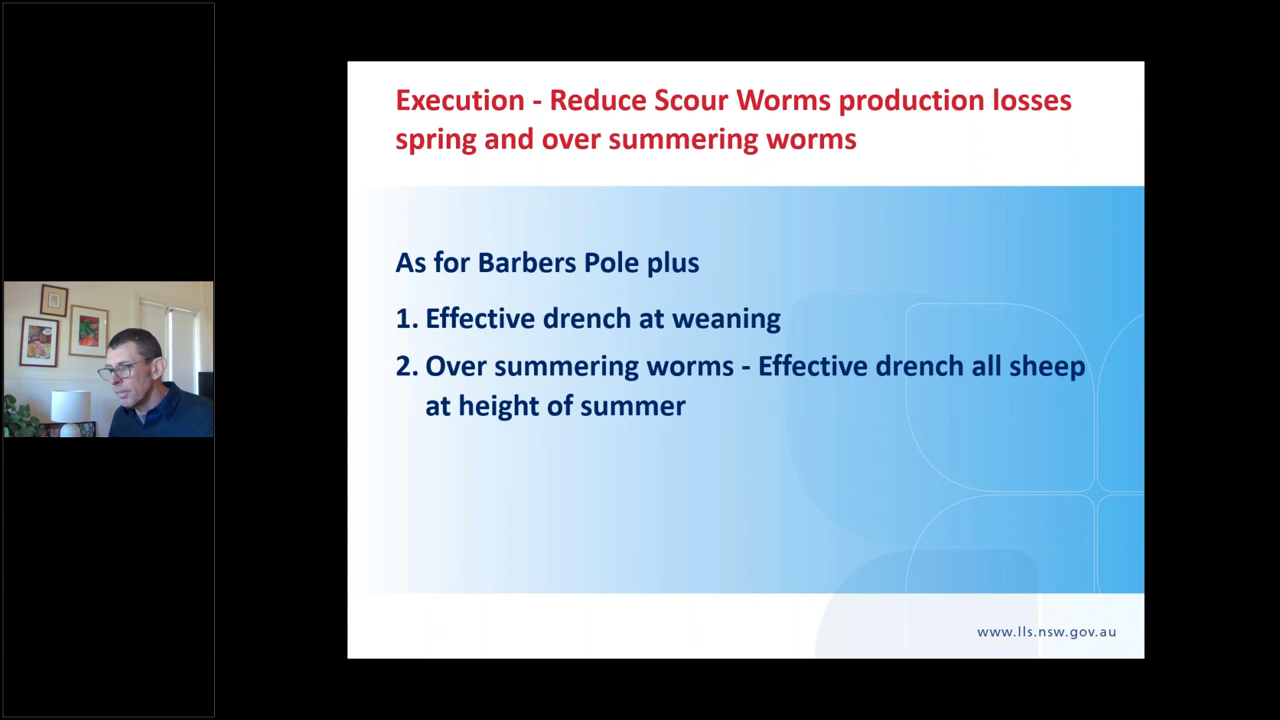 Execution - Reduce Scour Worms production losses
spring and over summering worms
As for Barbers Pole plus
1. Effective drench at weaning
2. Over summering worms - Effective drench all sheep
at height of summer
www.lls.nsw.gov.au